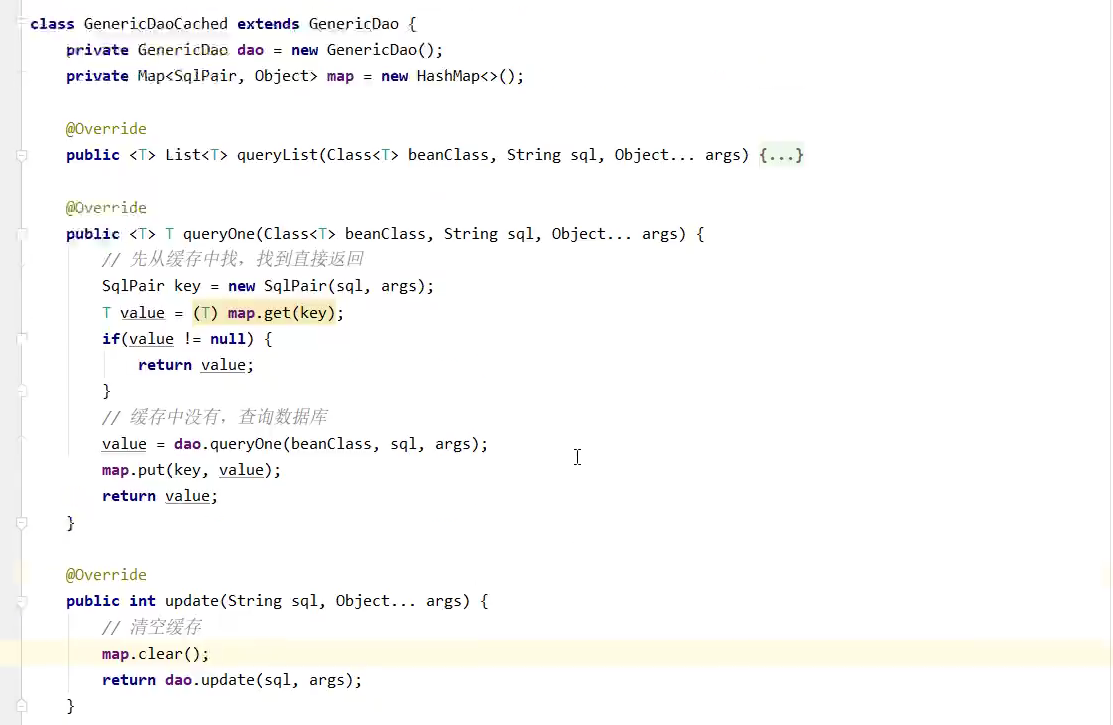 class GenericDaoCached extends GenericDao {
private GenericDao dao = new GenericDao();
private Map<SqlPair, Object> map = new HashMap<>();
@Override
public <T> List<T> queryList(Class<T> beanClass, String sql, Object... args) {...}
@Override
public <T> T queryOne(Class<T> beanClass, String sql, Object... args) {
// 先从缓存中找，找到直接返回
SqlPair key = new SqlPair(sql, args);
T value = (T) map.get(key);
if(value != null) {
return value;
}
// 缓存中没有，查询数据库
value = dao.queryOne(beanClass, sql, args);
map.put(key, value);
return value;
}
@Override
public int update(String sql, Object... args) {
// 清空缓存
map.clear();
return dao.update(sql, args);
}